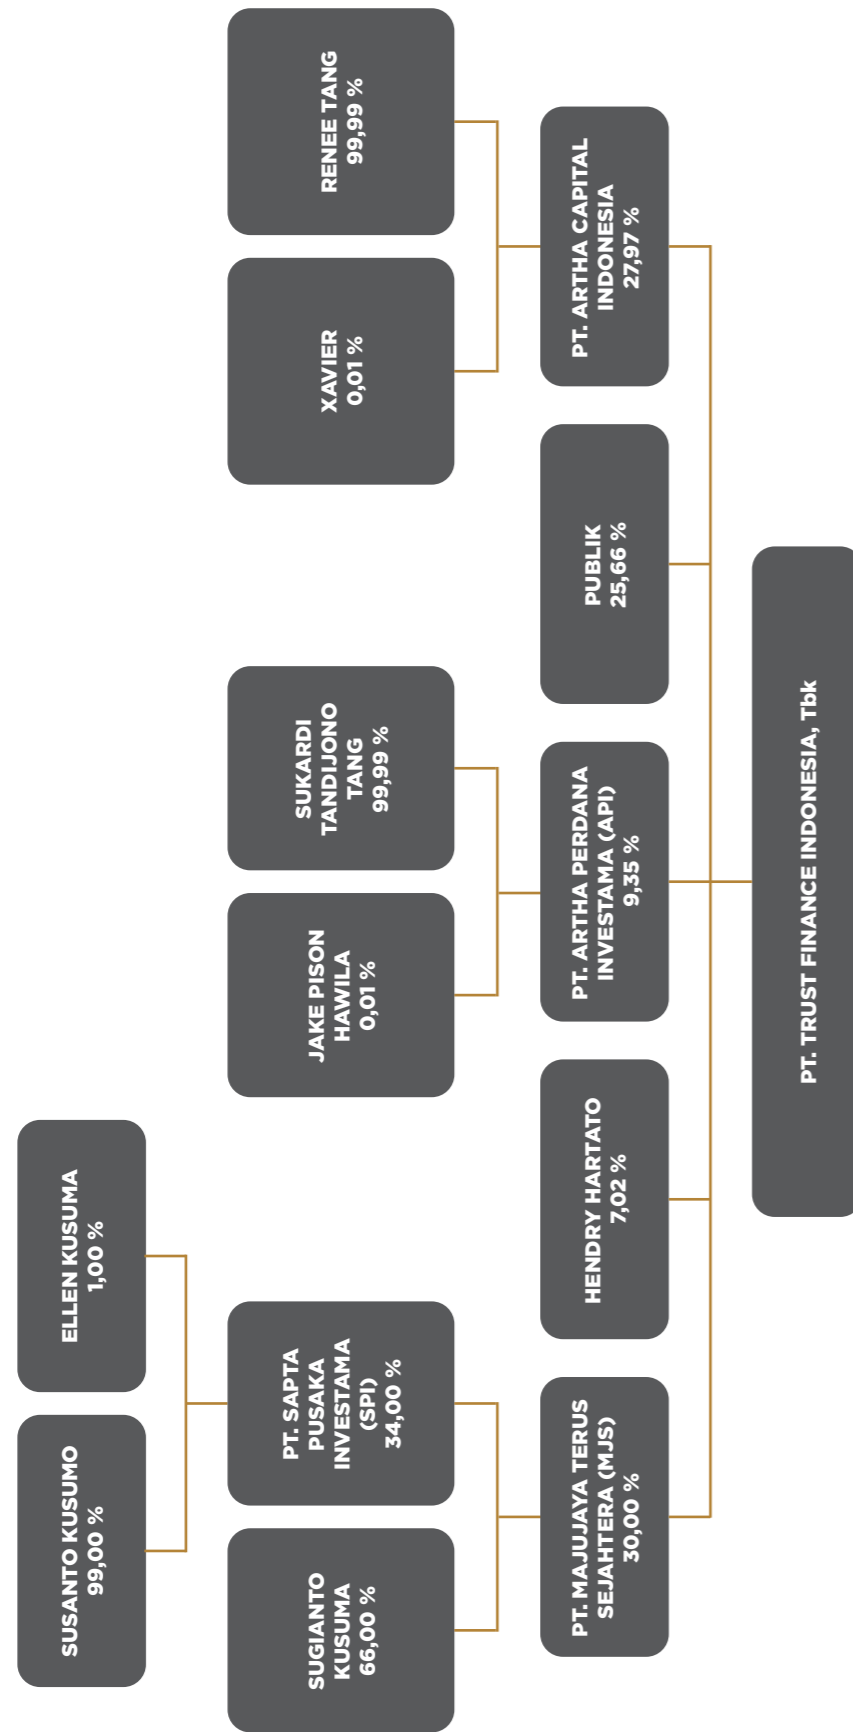 SUSANTO KUSUMO
99,00 %
ELLEN KUSUMA
1,00 %
SUGIANTO
KUSUMA
66,00 %
PT. SAPTA
PUSAKA
INVESTAMA
(SPI)
34,00 %
JAKE PISON
HAWILA
0,01 %
SUKARDI
TANDIJONO
TANG
99,99 %
XAVIER
0,01 %
RENEE TANG
99,99 %
PT. MAJUJAYA TERUS
SEJAHTERA (MJS)
30,00 %
HENDRY HARTATO
7,02 %
PT. ARTHA PERDANA
INVESTAMA (API)
9,35 %
PUBLIK
25,66 %
PT. ARTHA CAPITAL
INDONESIA
27,97 %
PT. TRUST FINANCE INDONESIA, Tbk